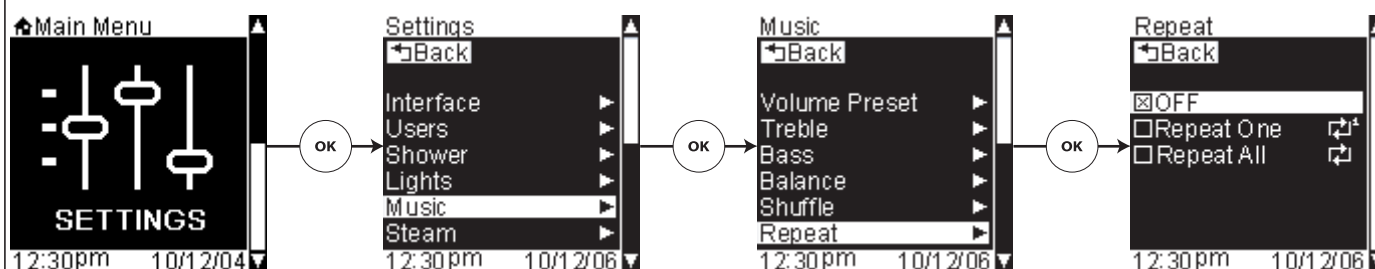 Main Menu
SETTINGS
12:30pm 10/12/04
OK
Settings
Back
Interface
Users
Shower
Lights
Music
Steam
12:30pm 10/12/06
OK
Music
Back
Volume Preset
Treble
Bass
Balance
Shuffle
Repeat
12:30pm 10/12/06
OK
Repeat
Back
OFF
Repeat One 1
Repeat All
12:30pm 10/12/06